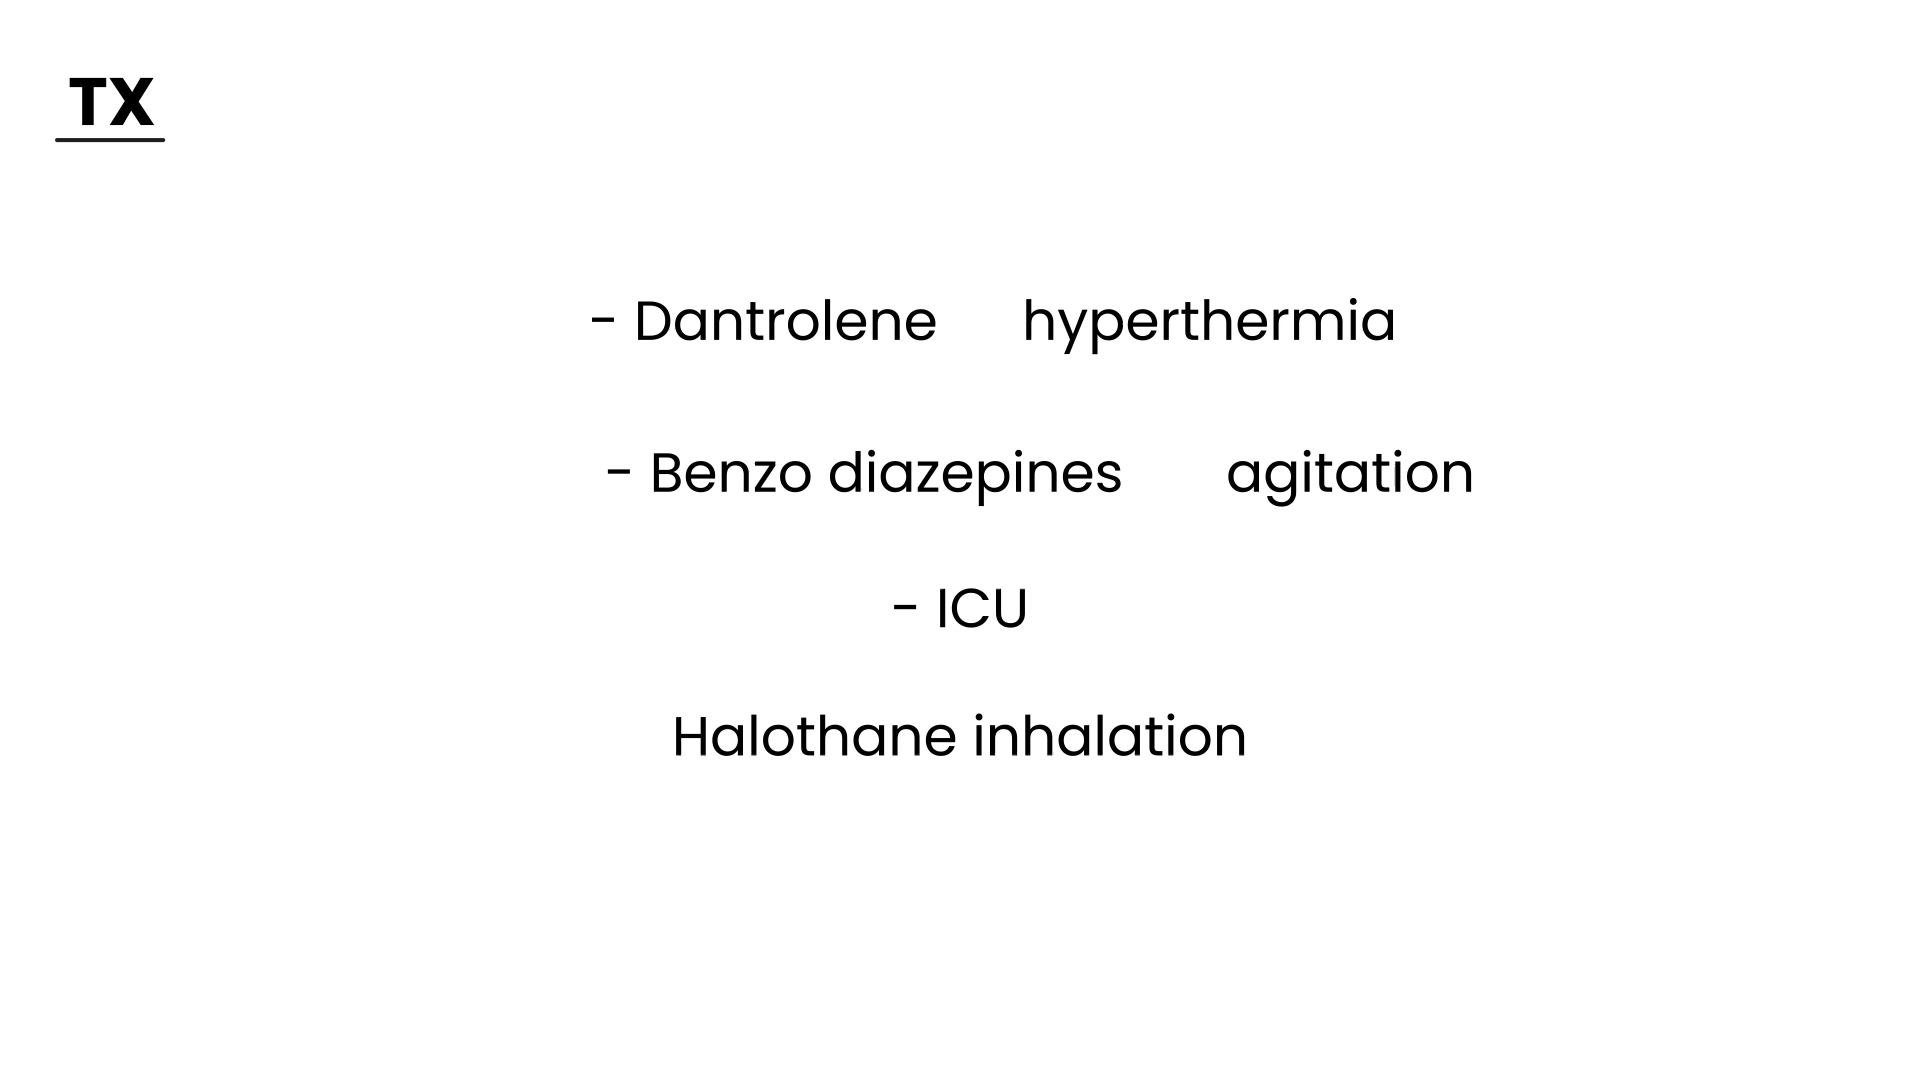 TX
- Dantrolene hyperthermia
- Benzo diazepines agitation
- ICU
Halothane inhalation